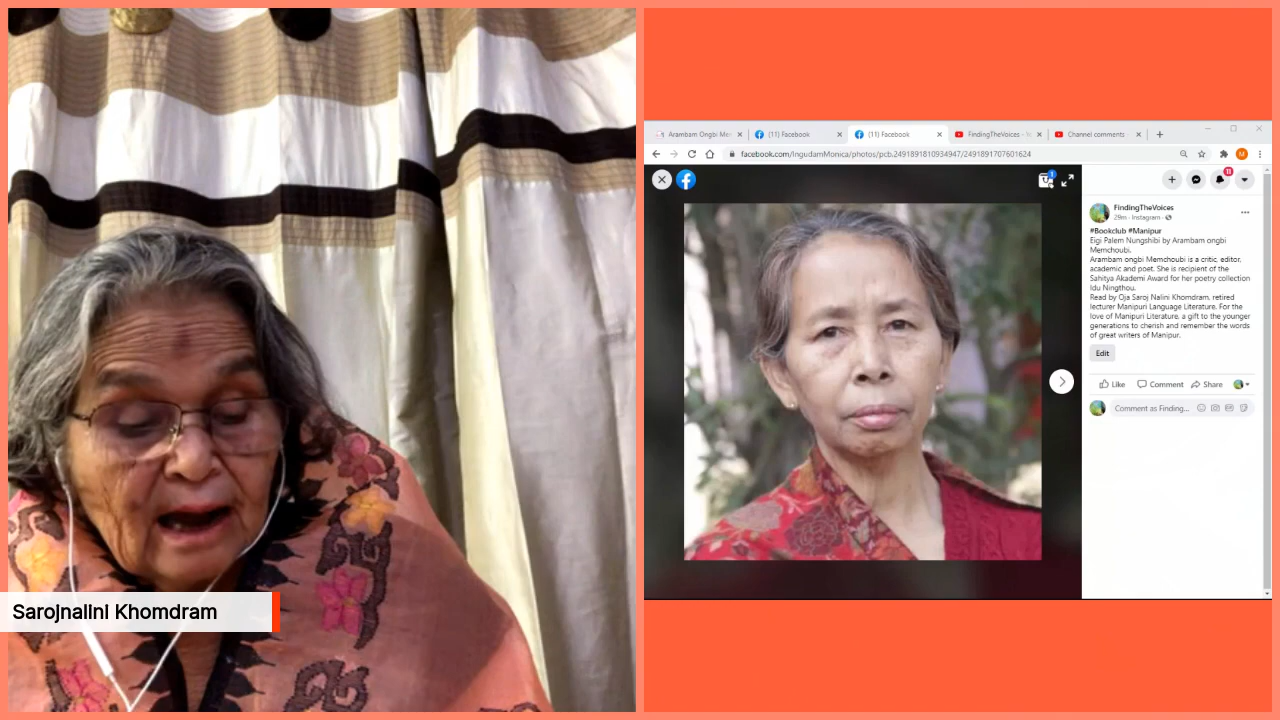 Sarojnalini Khomdram
Arambam Ongbi Mem
(11) Facebook
(11) Facebook
FindingTheVoices - Yo
Channel comments
facebook.com/IngudamMonica/photos/pcb.2491891810934947/2491891707601624
M
1
11
FindingTheVoices
29m · Instagram ·
#Bookclub #Manipur
Eigi Palem Nungshibi by Arambam ongbi
Memchoubi.
Arambam ongbi Memchoubi is a critic, editor,
academic and poet. She is recipient of the
Sahitya Akademi Award for her poetry collection
Idu Ningthou.
Read by Oja Saroj Nalini Khomdram, retired
lecturer Manipuri Language Literature. For the
love of Manipuri Literature, a gift to the younger
generations to cherish and remember the words
of great writers of Manipur.
Edit
Like Comment Share
Comment as Finding...